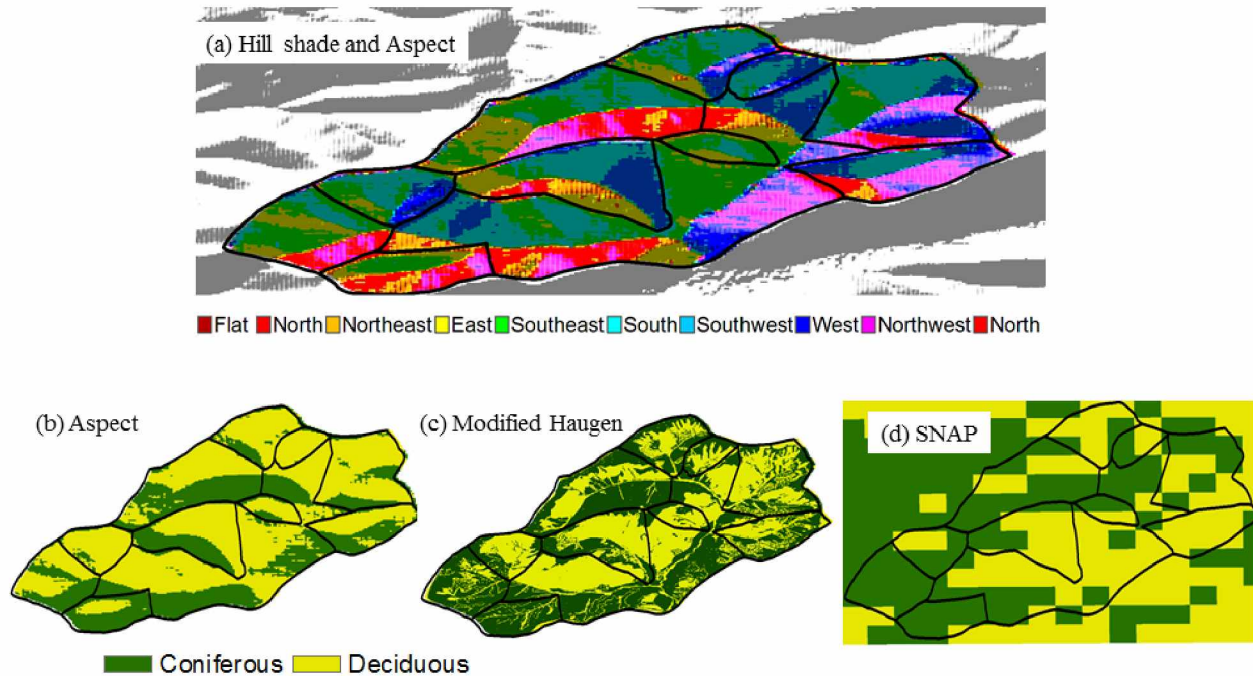 (a) Hill shade and Aspect
Flat North Northeast East Southeast South Southwest West Northwest North
(b) Aspect
(c) Modified Haugen
(d) SNAP
Coniferous Deciduous